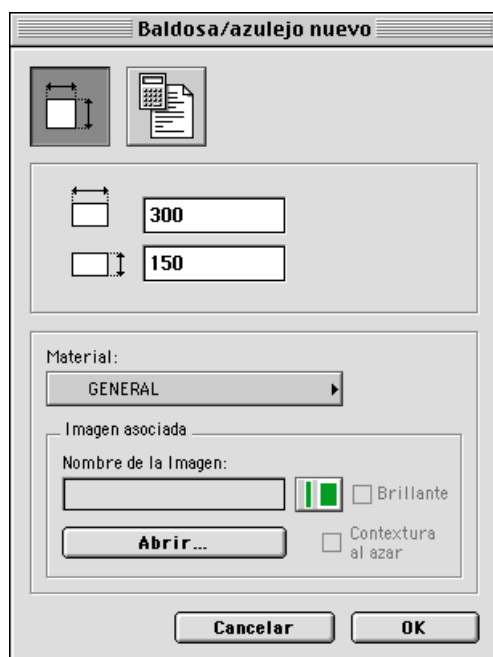 Baldosa/azulejo nuevo
300
150
Material:
GENERAL
Imagen asociada
Nombre de la Imagen:
Brillante
Abrir...
Contextura
al azar
Cancelar
OK